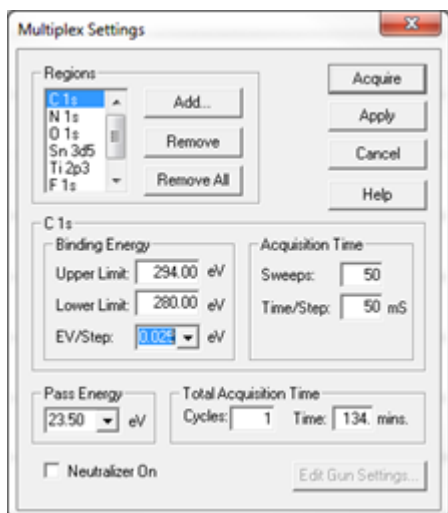 Multiplex Settings
Regions
C 1s
N 1s
O 1s
Sn 3d5
Ti 2p3
F 1s
Add...
Remove
Remove All
Acquire
Apply
Cancel
Help
C 1s
Binding Energy
Upper Limit: 294.00 eV
Lower Limit: 280.00 eV
EV/Step: 0.025 eV
Acquisition Time
Sweeps: 50
Time/Step: 50 mS
Pass Energy
23.50 eV
Total Acquisition Time
Cycles: 1 Time: 134. mins.
Neutralizer On
Edit Gun Settings...